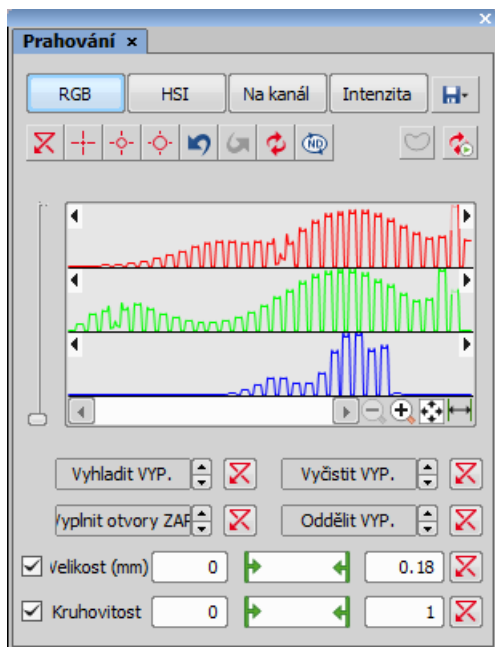 Prahování ×
RGB HSI Na kanál Intenzita
ND
Vyhladit VYP. Vyčistit VYP.
Vyplnit otvory ZAP Oddělit VYP.
Velikost (mm) 0 0.18
Kruhovitost 0 1